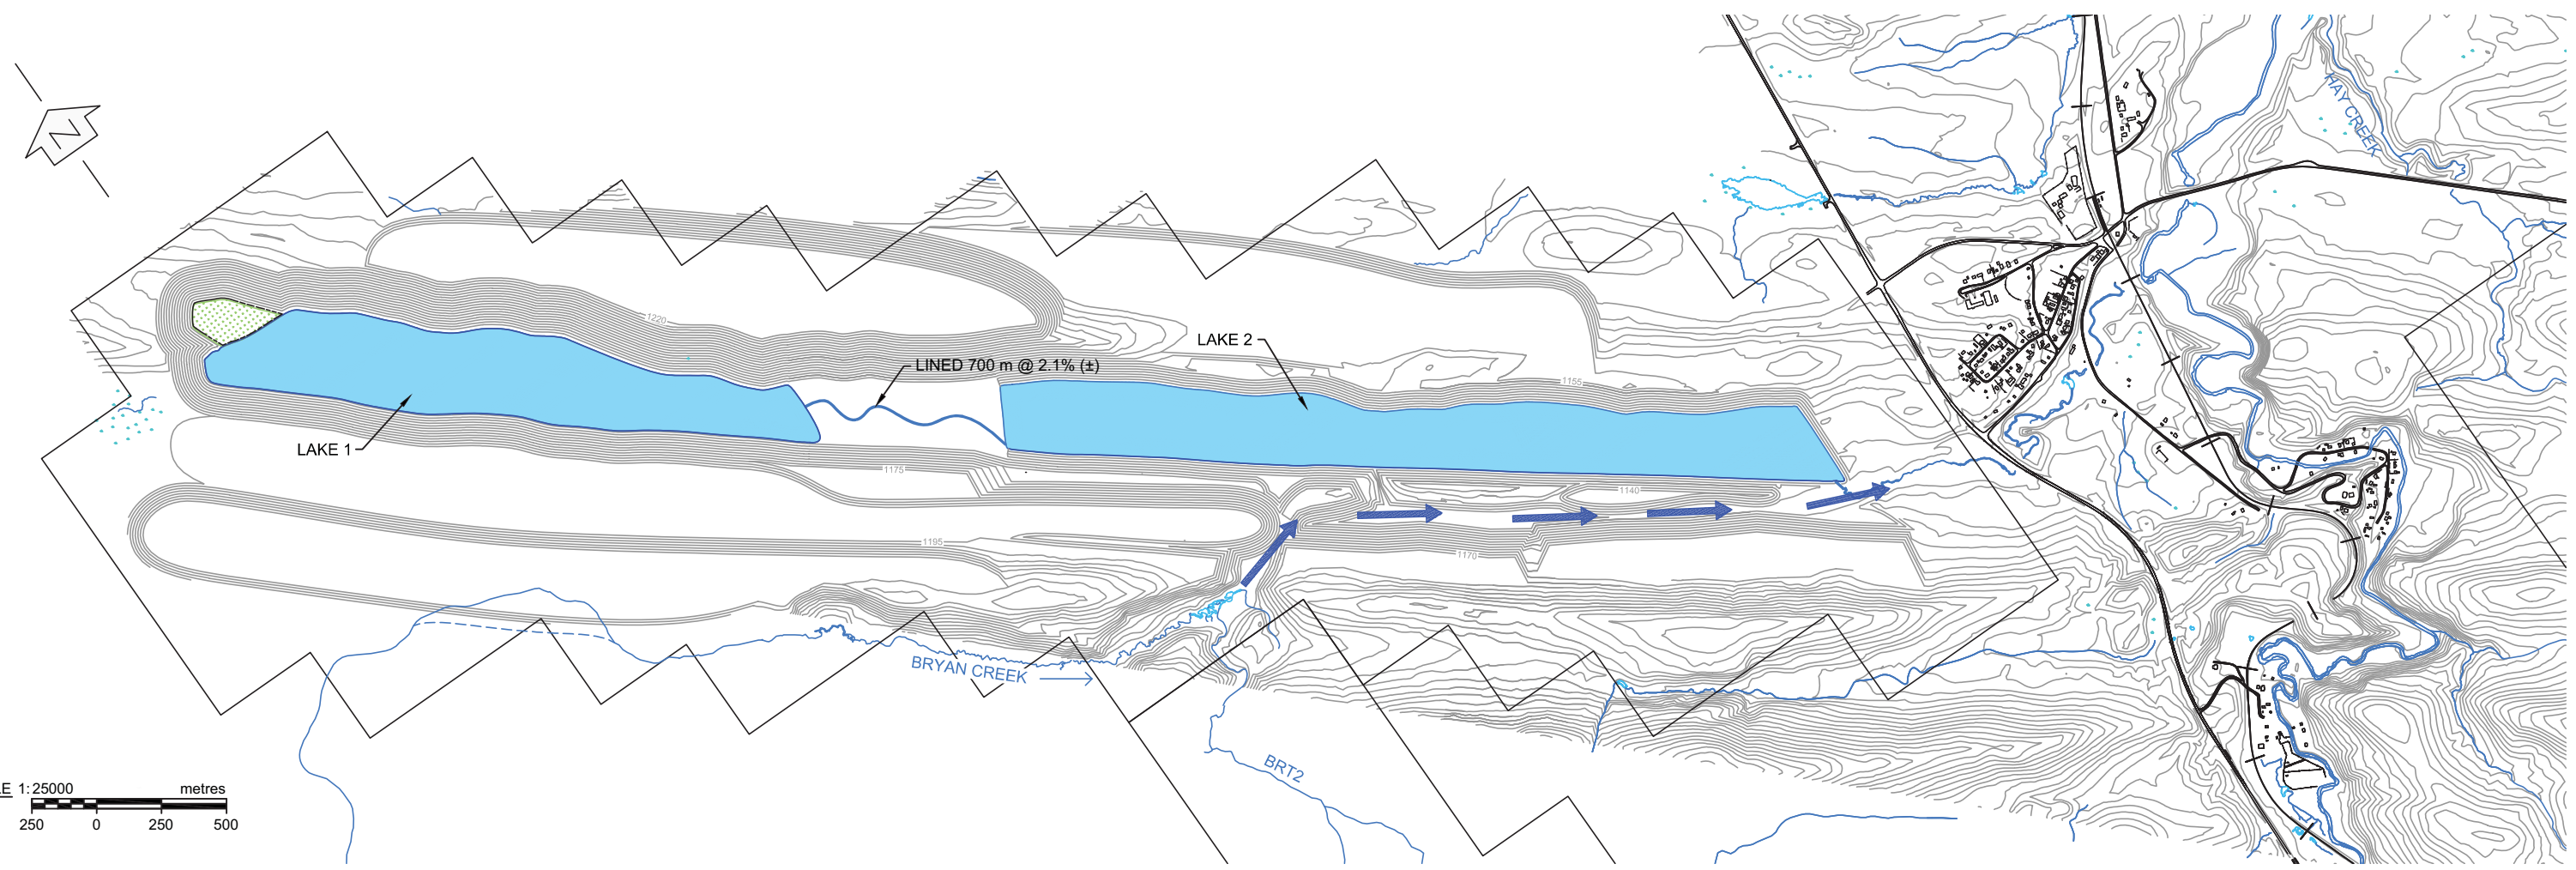 N
HAY CREEK
1220
LAKE 2
LINED 700 m @ 2.1% (±)
1155
LAKE 1
1175
1140
1195
1170
BRYAN CREEK
BRT2
E 1:25000 metres
250 0 250 500